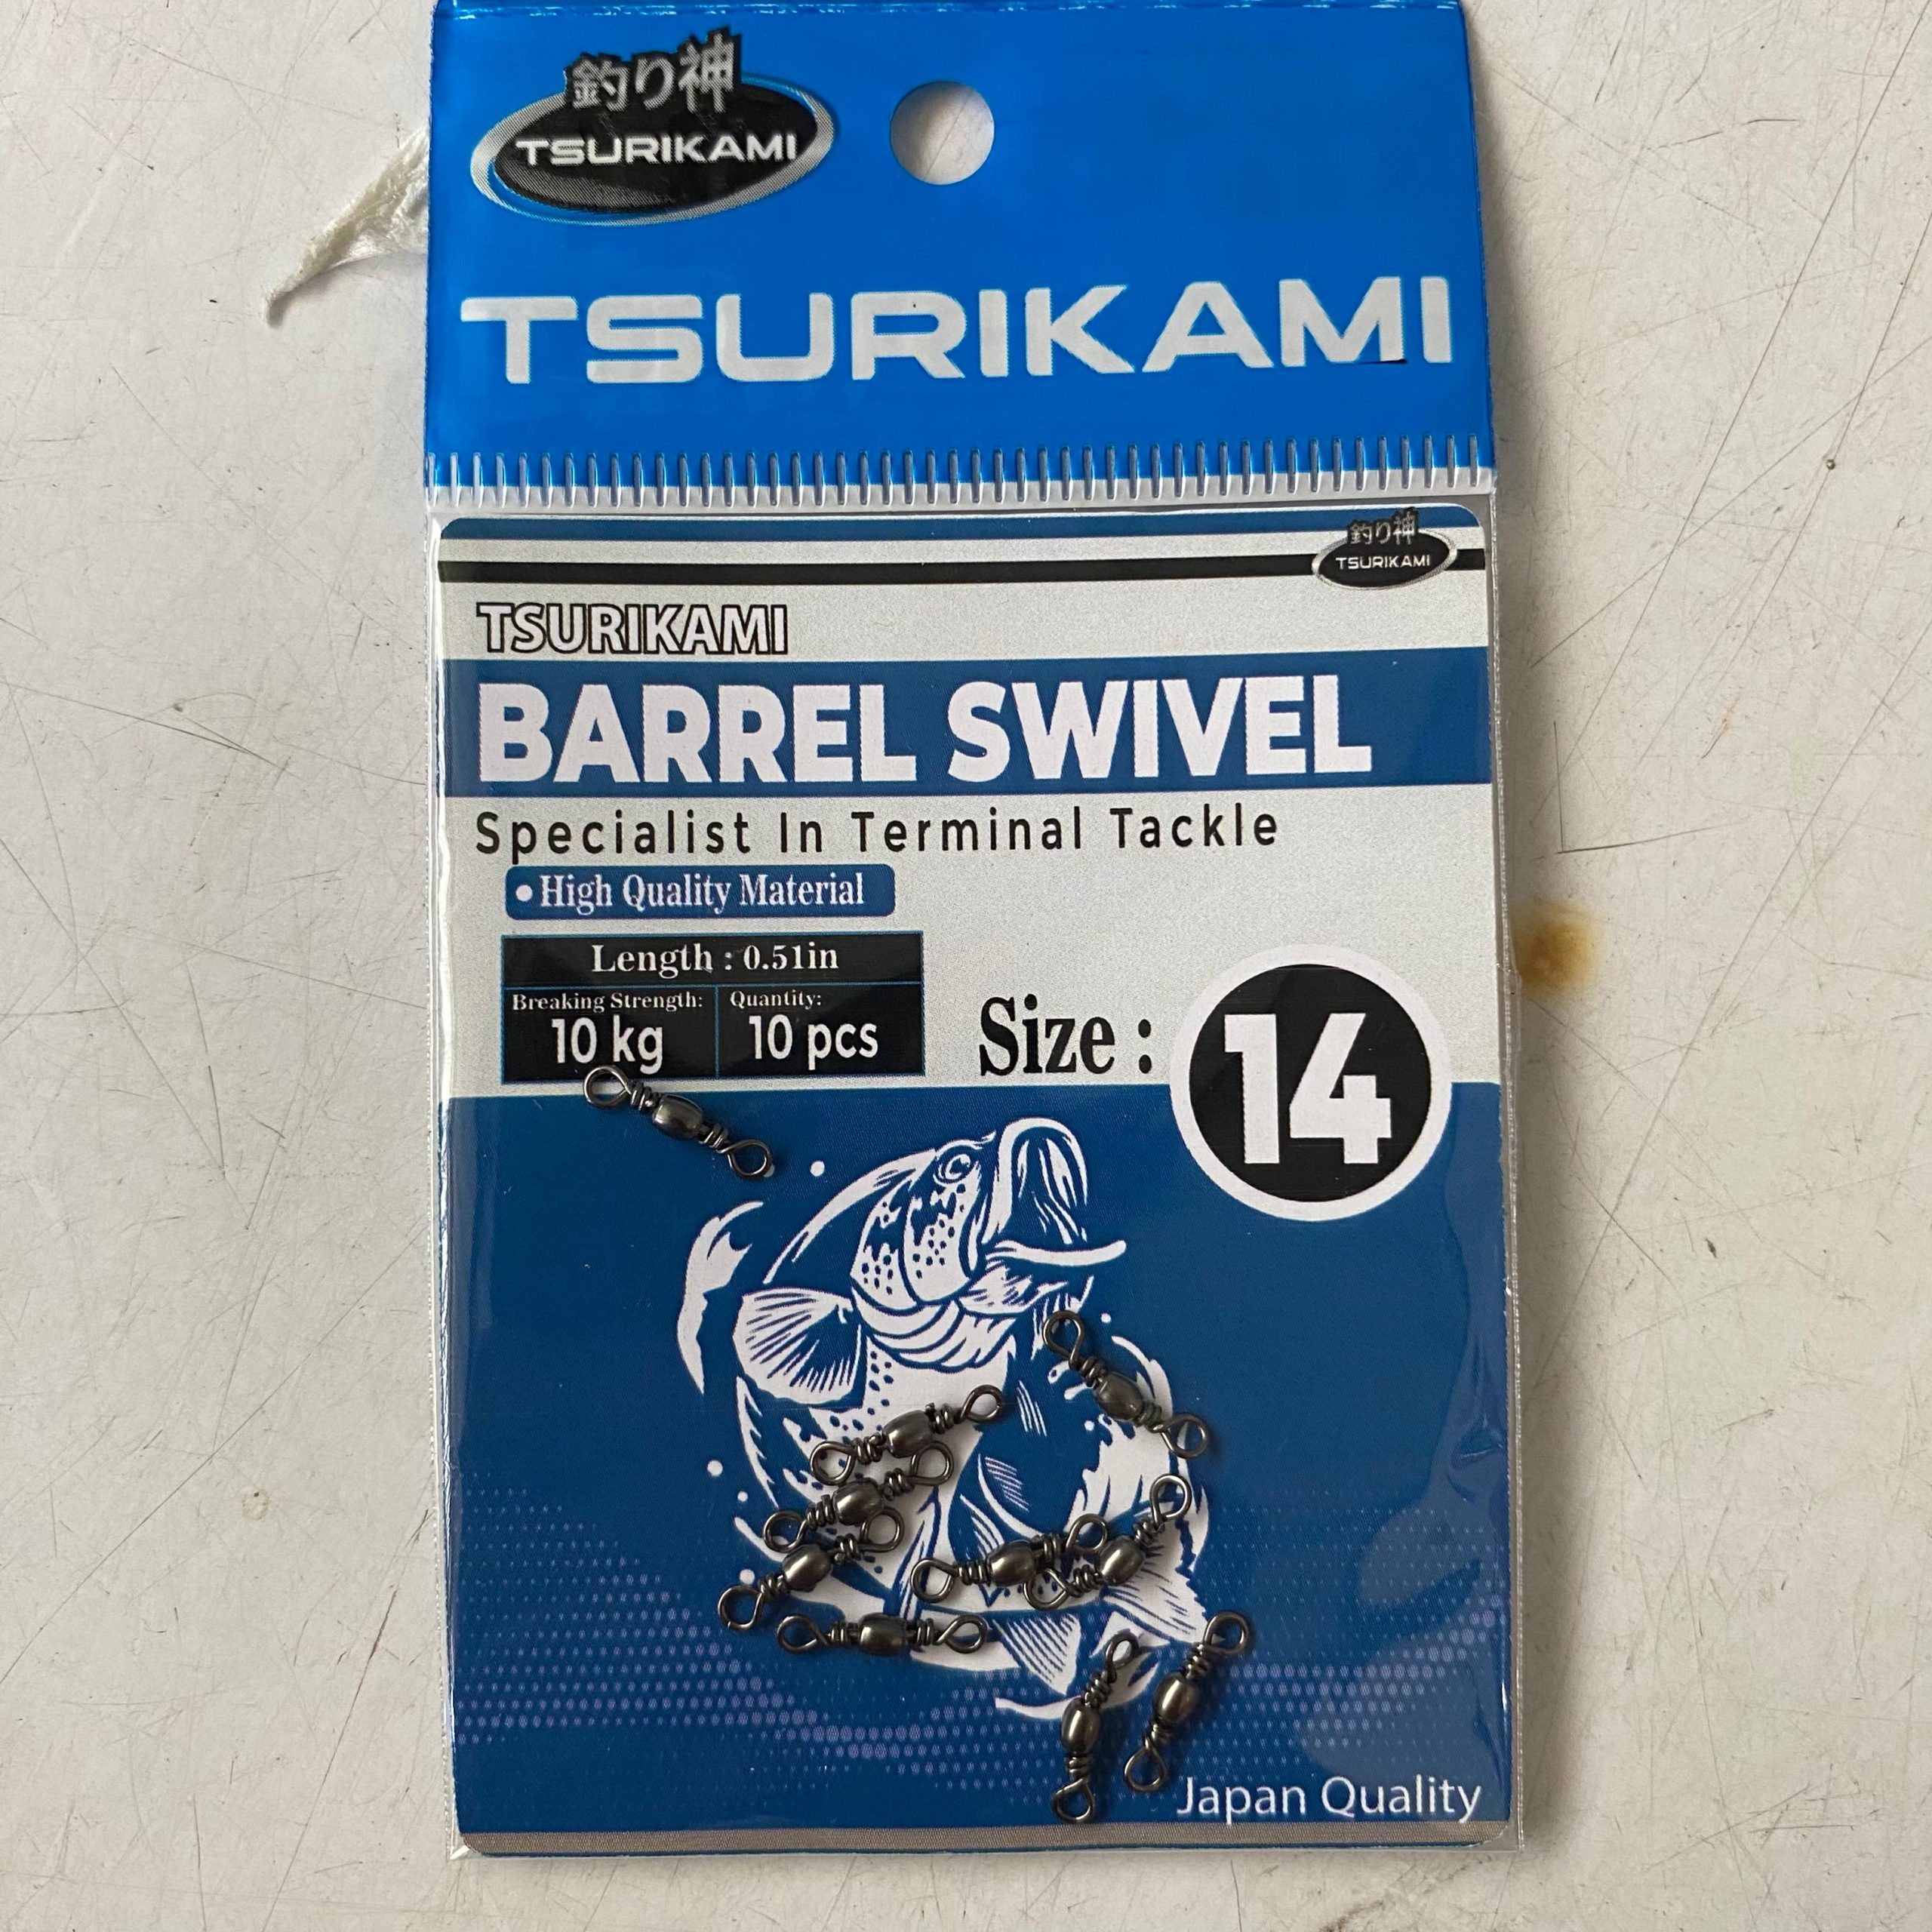 釣り神
TSURIKAMI
TSURIKAMI
釣り神
TSURIKAMI
TSURIKAMI
BARREL SWIVEL
Specialist In Terminal Tackle
• High Quality Material
Length : 0.51in
Breaking Strength:
10 kg
Quantity:
10 pcs
Size : 14
Japan Quality